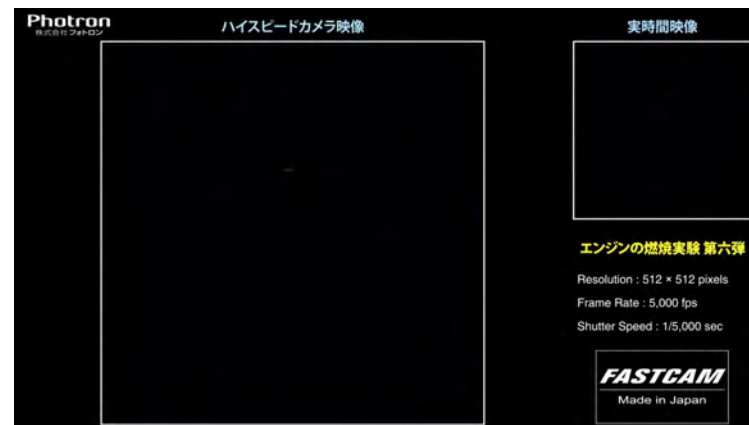 Photron
株式会社フォトロン
ハイスピードカメラ映像
実時間映像
エンジンの燃焼実験 第六弾
Resolution : 512 × 512 pixels
Frame Rate : 5,000 fps
Shutter Speed : 1/5,000 sec
FASTCAM
Made in Japan